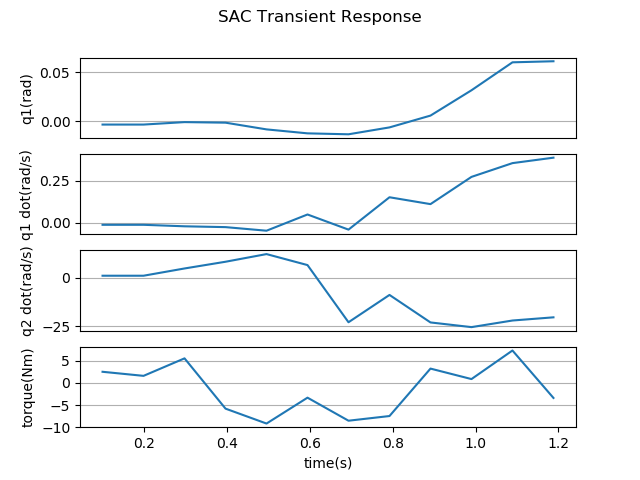 SAC Transient Response
0.05
0.00
q1(rad)
0.25
0.00
q1 dot(rad/s)
0
−25
q2 dot(rad/s)
5
0
−5
−10
torque(Nm)
0.2 0.4 0.6 0.8 1.0 1.2
time(s)